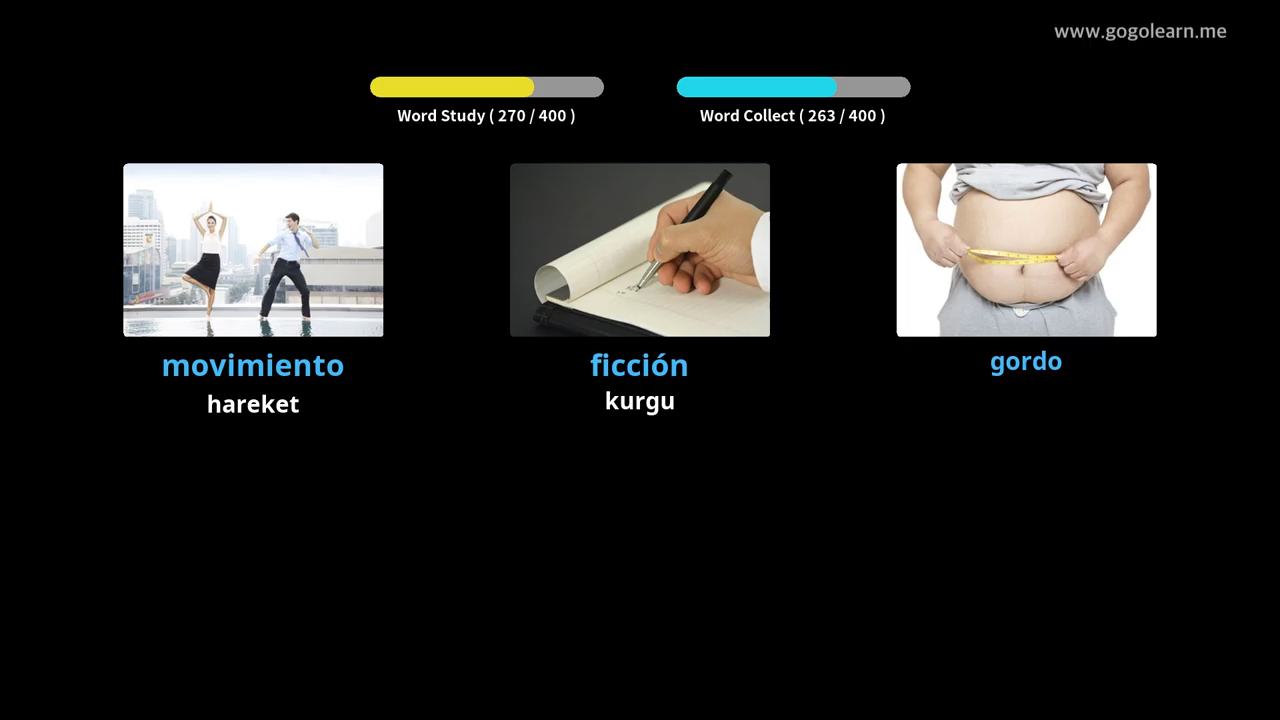 www.gogolearn.me
Word Study ( 270 / 400 )
Word Collect ( 263 / 400 )
movimiento
hareket
ficción
kurgu
gordo